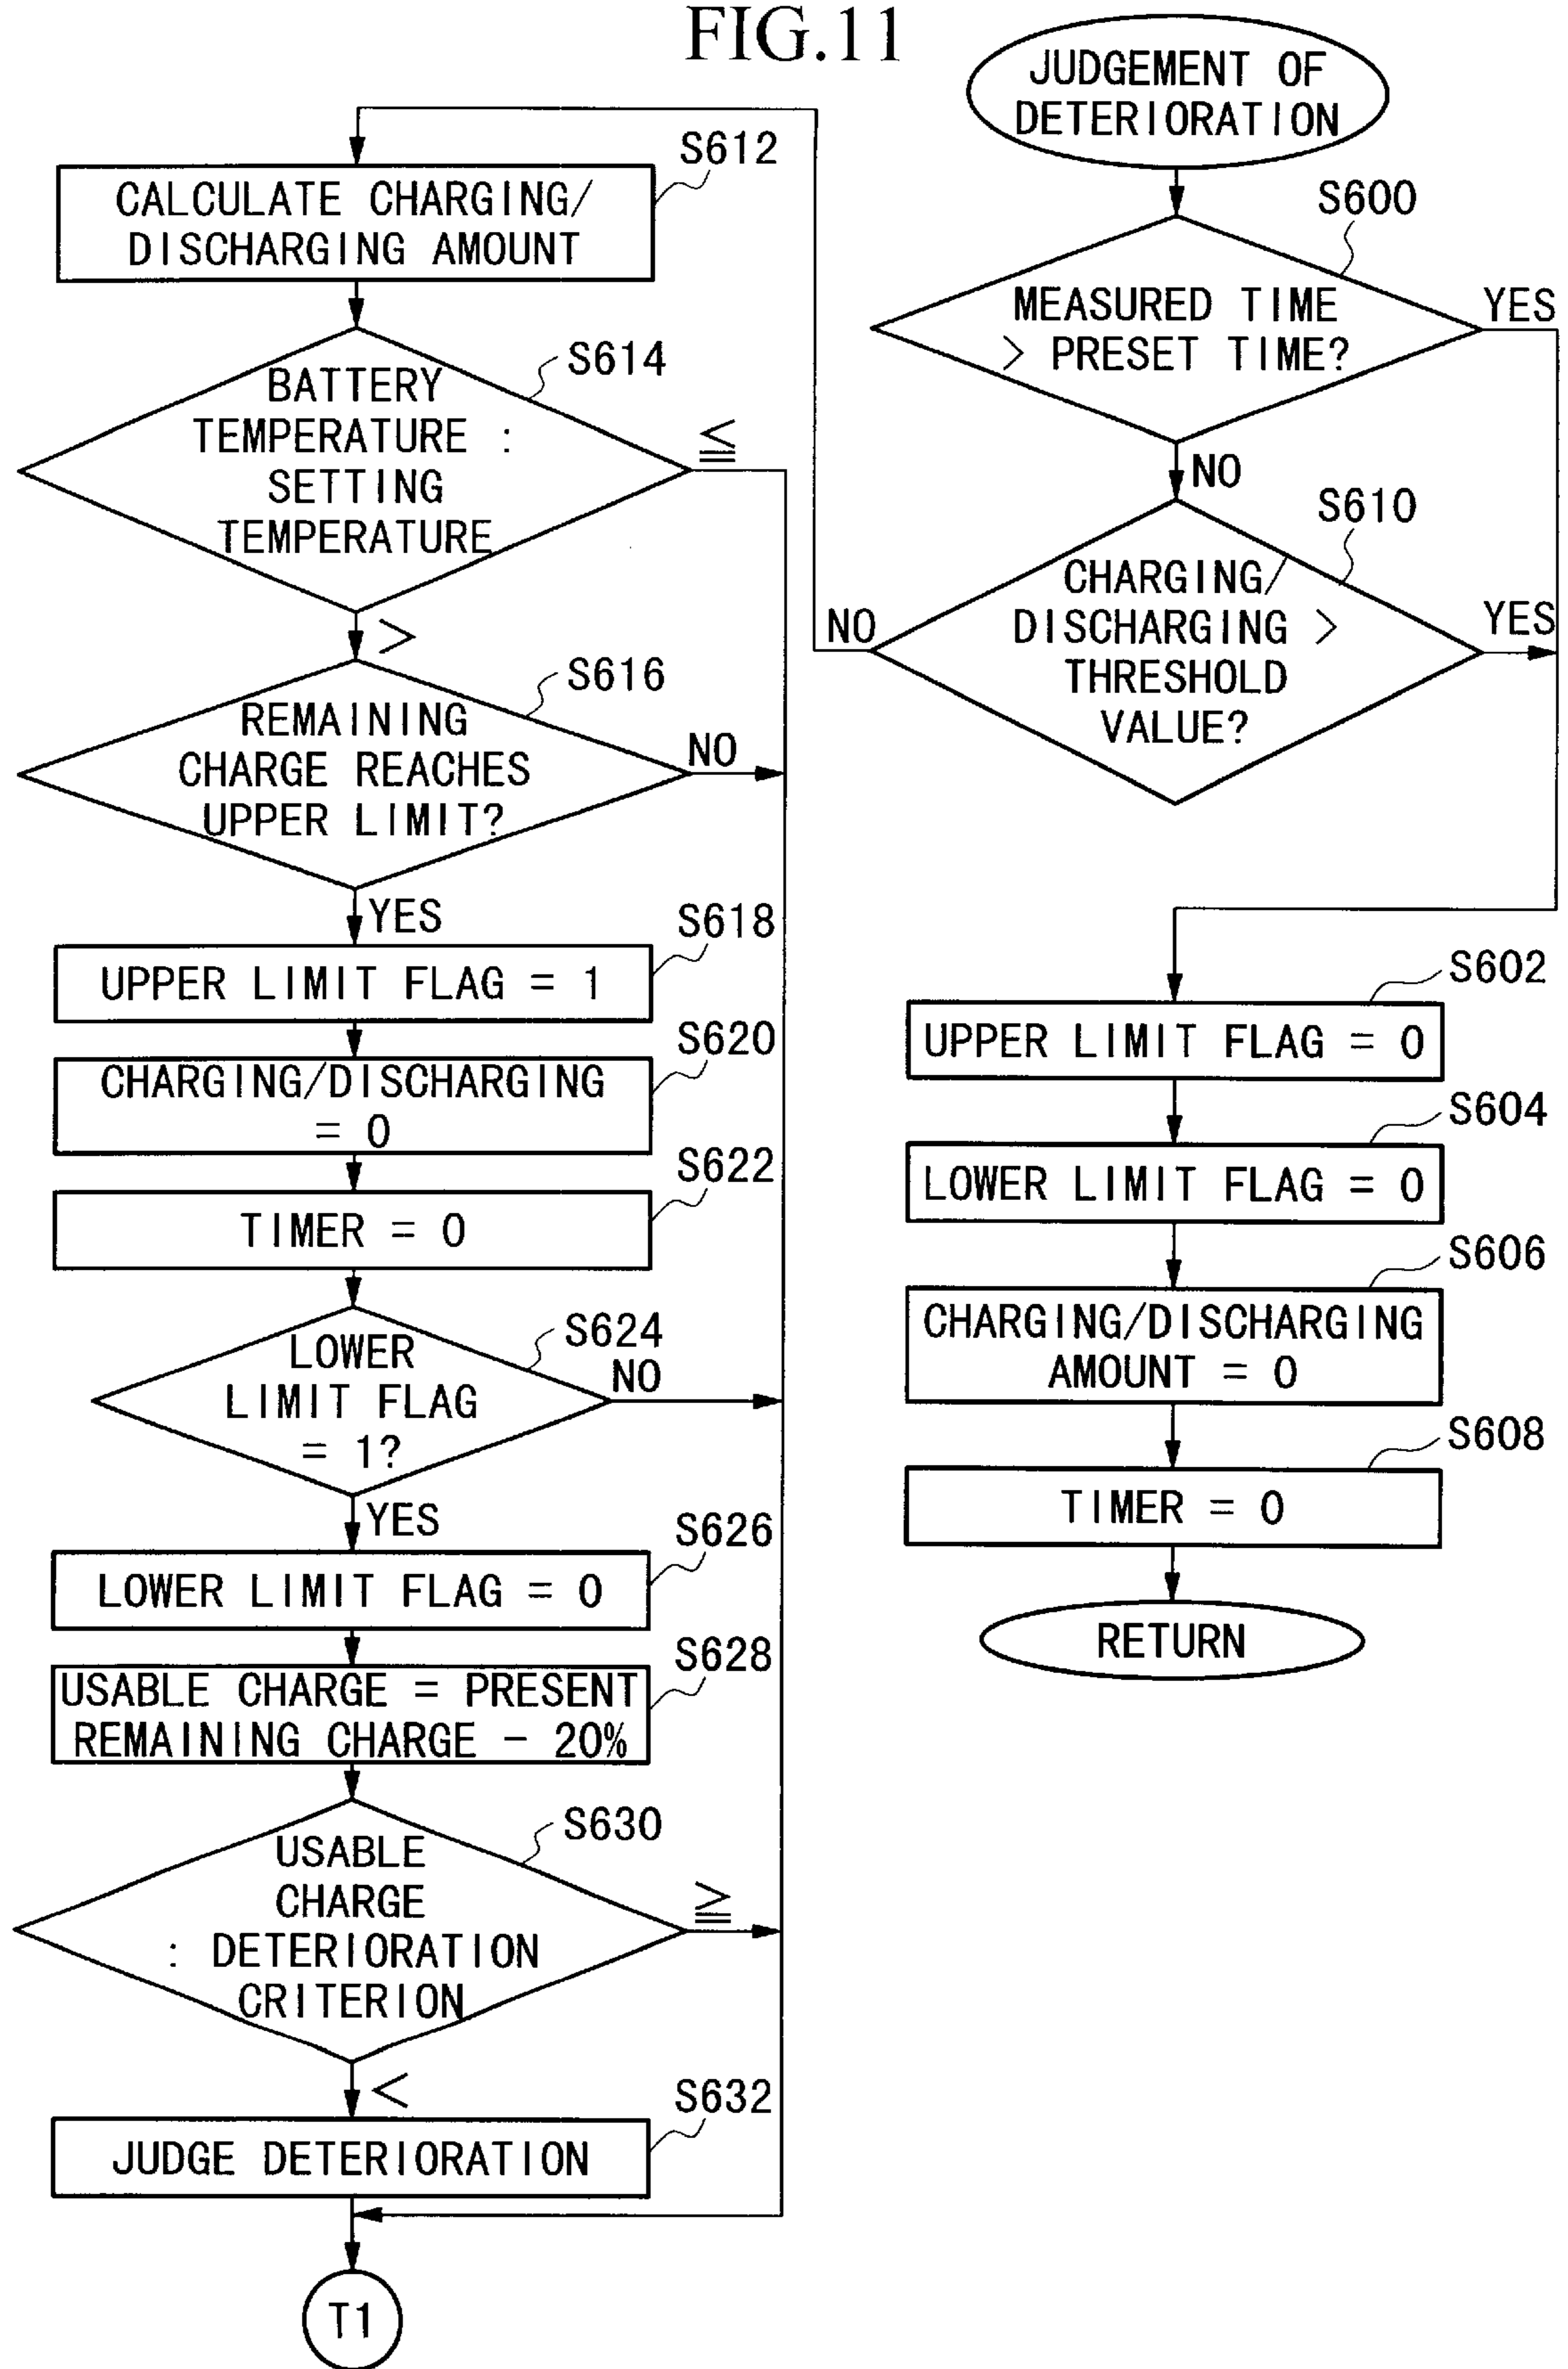 FIG.11
JUDGEMENT OF
DETERIORATION
S600
MEASURED TIME
> PRESET TIME?
YES
NO
S610
CHARGING/
DISCHARGING >
THRESHOLD
VALUE?
YES
NO
S602
UPPER LIMIT FLAG = 0
S604
LOWER LIMIT FLAG = 0
S606
CHARGING/DISCHARGING
AMOUNT = 0
S608
TIMER = 0
RETURN
S612
CALCULATE CHARGING/
DISCHARGING AMOUNT
S614
BATTERY
TEMPERATURE :
SETTING
TEMPERATURE
≦
>
S616
REMAINING
CHARGE REACHES
UPPER LIMIT?
NO
YES
S618
UPPER LIMIT FLAG = 1
S620
CHARGING/DISCHARGING
= 0
S622
TIMER = 0
S624
LOWER
LIMIT FLAG
= 1?
NO
YES
S626
LOWER LIMIT FLAG = 0
S628
USABLE CHARGE = PRESENT
REMAINING CHARGE - 20%
S630
USABLE
CHARGE
: DETERIORATION
CRITERION
≧
<
S632
JUDGE DETERIORATION
T1